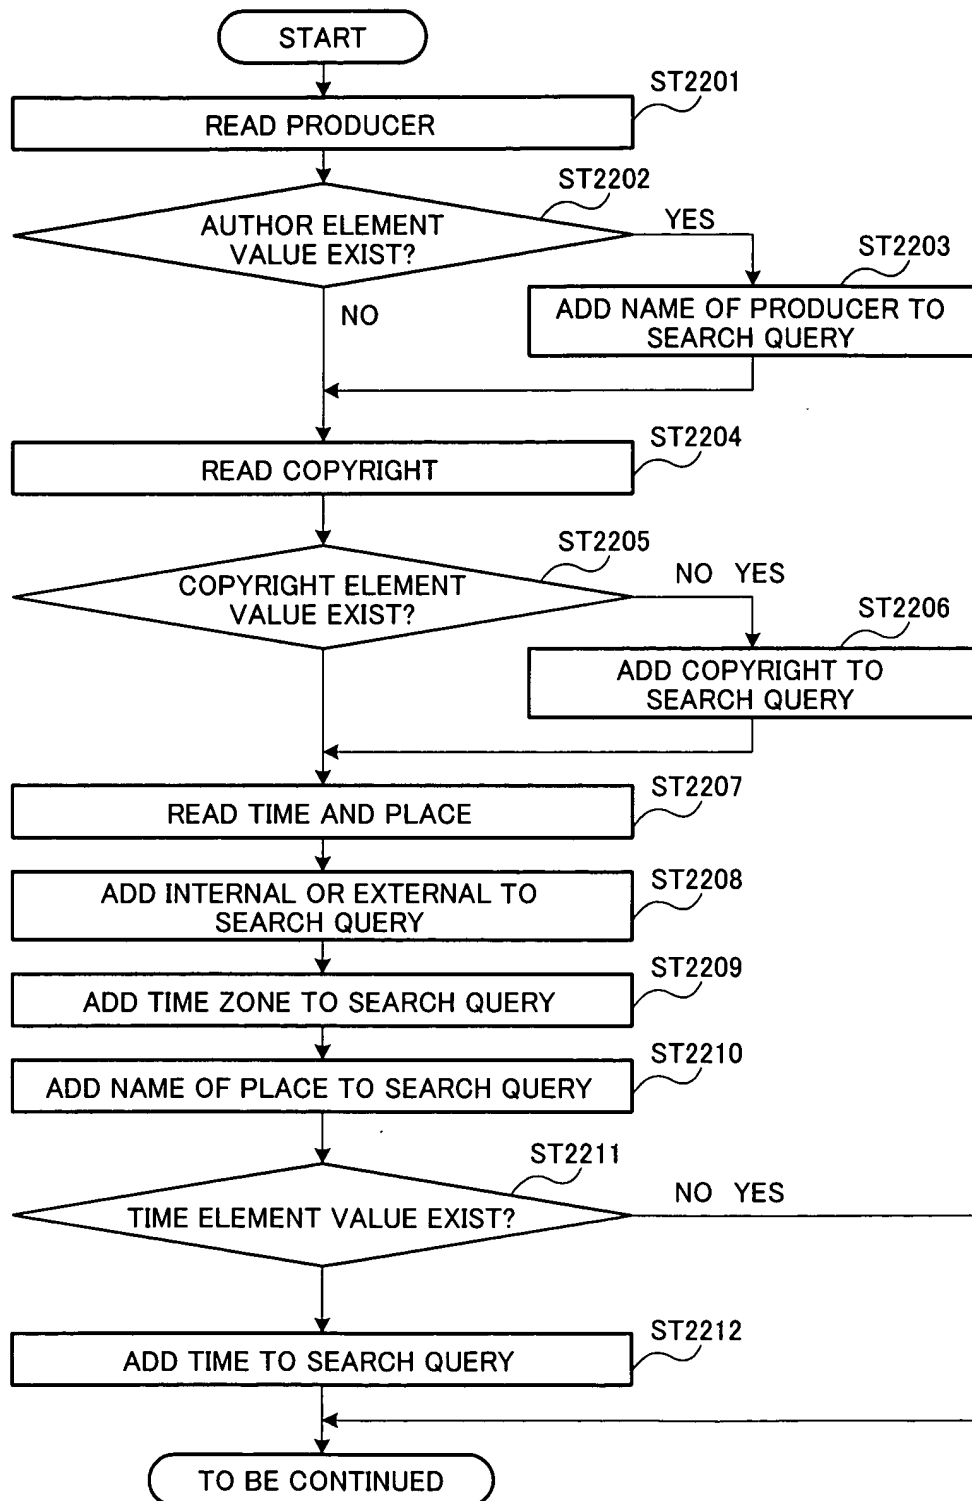 START
ST2201
READ PRODUCER
ST2202
AUTHOR ELEMENT
VALUE EXIST?
YES
ST2203
NO
ADD NAME OF PRODUCER TO
SEARCH QUERY
ST2204
READ COPYRIGHT
ST2205
COPYRIGHT ELEMENT
VALUE EXIST?
NO YES
ST2206
ADD COPYRIGHT TO
SEARCH QUERY
ST2207
READ TIME AND PLACE
ST2208
ADD INTERNAL OR EXTERNAL TO
SEARCH QUERY
ST2209
ADD TIME ZONE TO SEARCH QUERY
ST2210
ADD NAME OF PLACE TO SEARCH QUERY
ST2211
TIME ELEMENT VALUE EXIST?
NO YES
ST2212
ADD TIME TO SEARCH QUERY
TO BE CONTINUED